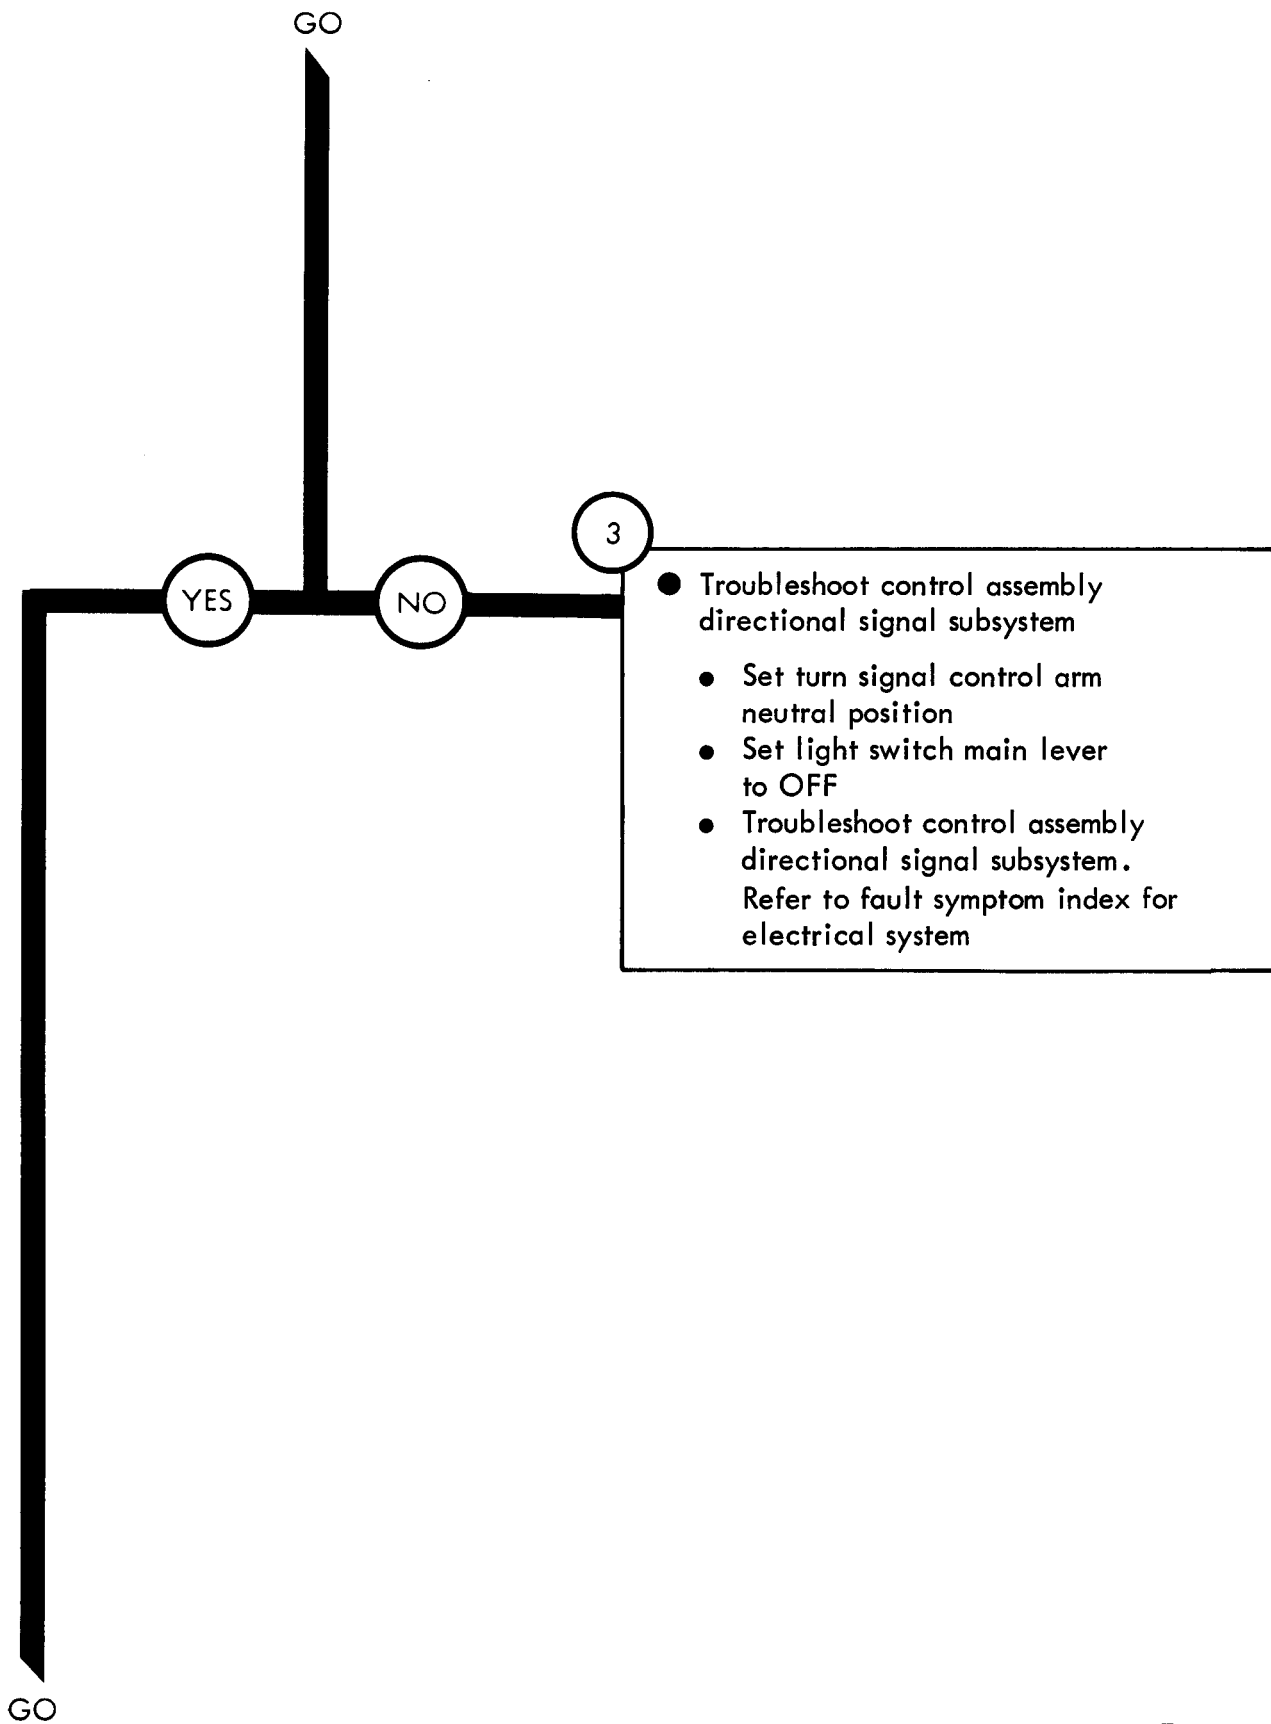 GO
3
YES
NO
● Troubleshoot control assembly
directional signal subsystem
● Set turn signal control arm
neutral position
● Set light switch main lever
to OFF
● Troubleshoot control assembly
directional signal subsystem.
Refer to fault symptom index for
electrical system
GO